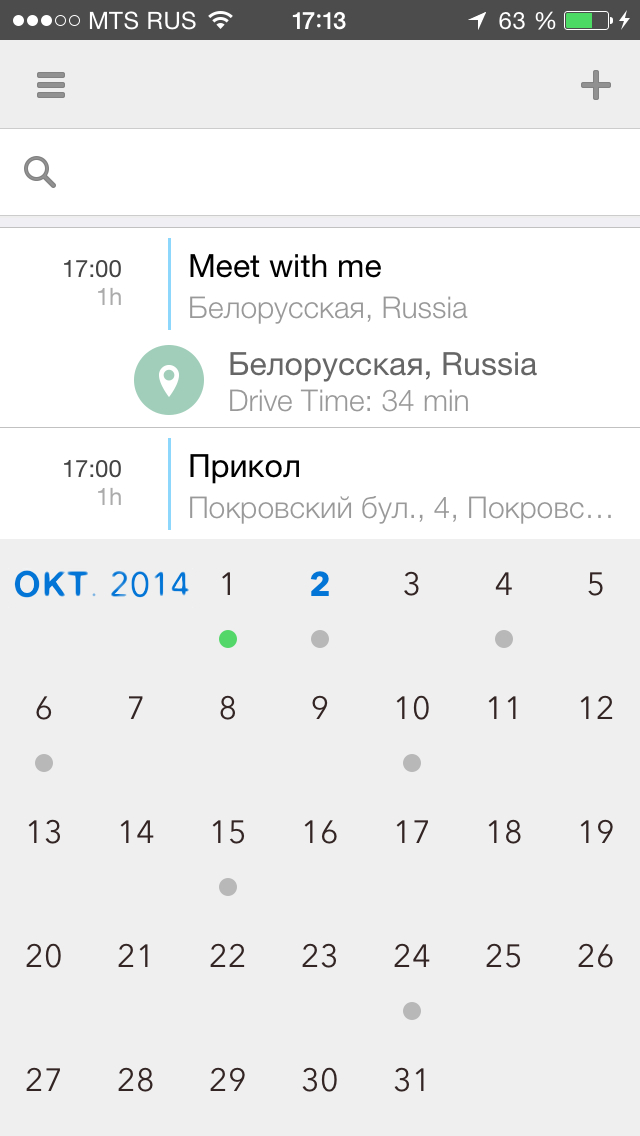 MTS RUS 17:13 63 %
17:00 Meet with me
1h Белорусская, Russia
Белорусская, Russia
Drive Time: 34 min
17:00 Прикол
1h Покровский бул., 4, Покровс...
ОКТ. 2014 1 2 3 4 5
6 7 8 9 10 11 12
13 14 15 16 17 18 19
20 21 22 23 24 25 26
27 28 29 30 31